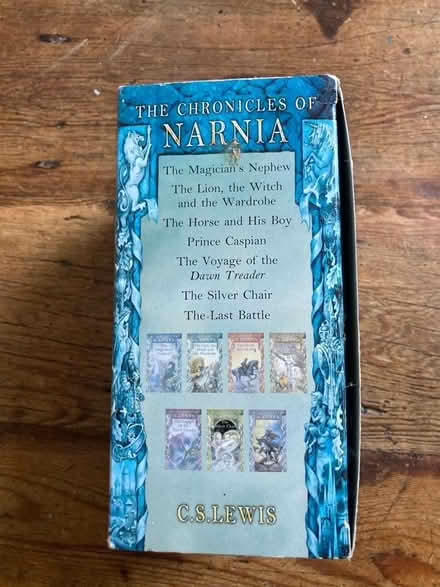 THE CHRONICLES OF
NARNIA
The Magician's Nephew
The Lion, the Witch
and the Wardrobe
The Horse and His Boy
Prince Caspian
The Voyage of the
Dawn Treader
The Silver Chair
The Last Battle
C.S.LEWIS